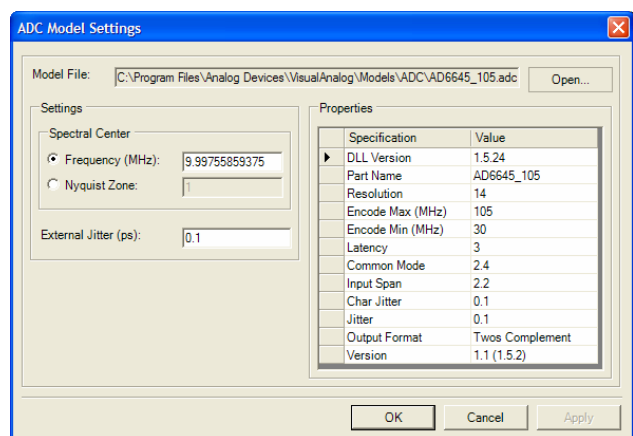 ADC Model Settings
Model File: C:\Program Files\Analog Devices\VisualAnalog\Models\ADC\AD6645_105.adc Open...
Settings
Spectral Center
Frequency (MHz): 9.99755859375
Nyquist Zone: 1
External Jitter (ps): 0.1
Properties
Specification Value
DLL Version 1.5.24
Part Name AD6645_105
Resolution 14
Encode Max (MHz) 105
Encode Min (MHz) 30
Latency 3
Common Mode 2.4
Input Span 2.2
Char Jitter 0.1
Jitter 0.1
Output Format Twos Complement
Version 1.1 (1.5.2)
OK Cancel Apply